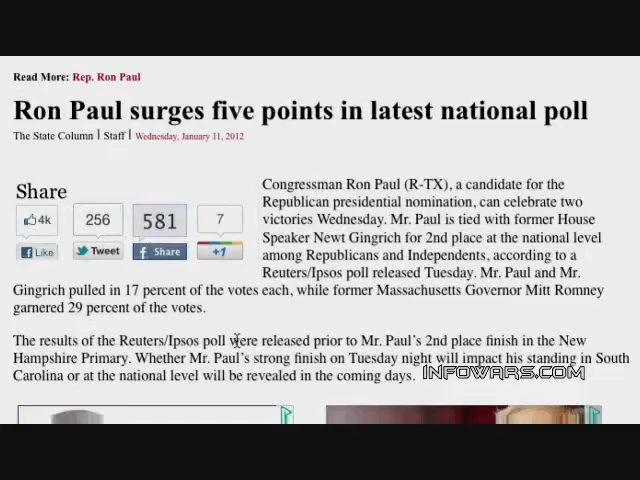 Read More: Rep. Ron Paul
Ron Paul surges five points in latest national poll
The State Column | Staff | Wednesday, January 11, 2012
Share
4k
256
581
7
Like
Tweet
Share
+1
Congressman Ron Paul (R-TX), a candidate for the
Republican presidential nomination, can celebrate two
victories Wednesday. Mr. Paul is tied with former House
Speaker Newt Gingrich for 2nd place at the national level
among Republicans and Independents, according to a
Reuters/Ipsos poll released Tuesday. Mr. Paul and Mr.
Gingrich pulled in 17 percent of the votes each, while former Massachusetts Governor Mitt Romney
garnered 29 percent of the votes.
The results of the Reuters/Ipsos poll were released prior to Mr. Paul's 2nd place finish in the New
Hampshire Primary. Whether Mr. Paul's strong finish on Tuesday night will impact his standing in South
Carolina or at the national level will be revealed in the coming days.
INFOWARS.COM